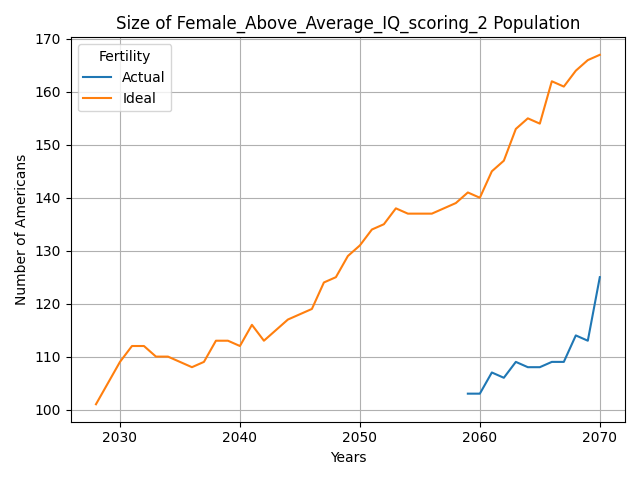 Size of Female_Above_Average_IQ_scoring_2 Population
Fertility
Actual
Ideal
170
160
150
140
130
120
110
100
Number of Americans
2030 2040 2050 2060 2070
Years